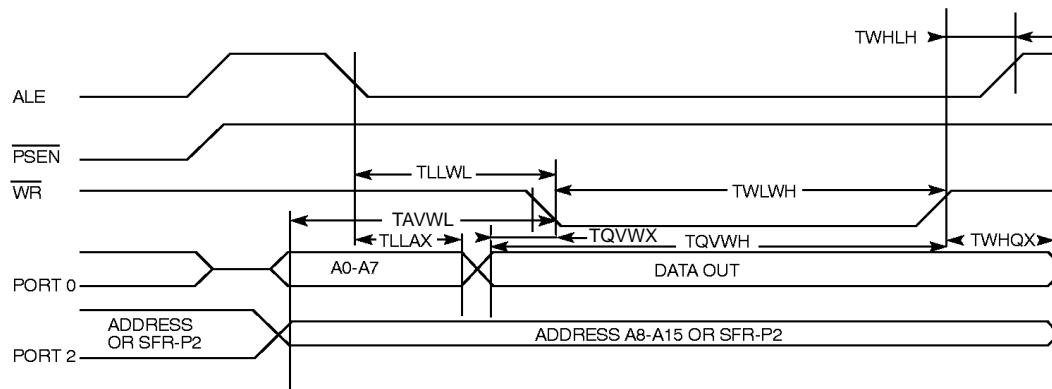 TWHLH
ALE
PSEN
TLLWL
WR
TWLWH
TAVWL
TLLAX
TQVWX
TQVWH
TWHQX
A0-A7
DATA OUT
PORT 0
ADDRESS
OR SFR-P2
ADDRESS A8-A15 OR SFR-P2
PORT 2